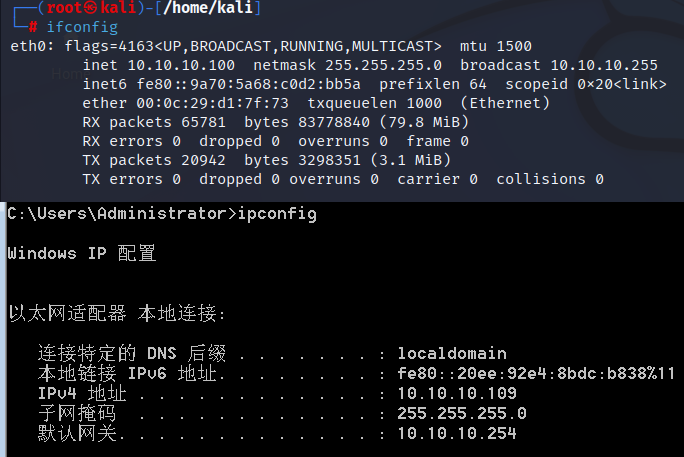 ┌──(root㉿kali)-[/home/kali]
└─# ifconfig
eth0: flags=4163<UP,BROADCAST,RUNNING,MULTICAST>  mtu 1500
        inet 10.10.10.100  netmask 255.255.255.0  broadcast 10.10.10.255
        inet6 fe80::9a70:5a68:c0d2:bb5a  prefixlen 64  scopeid 0×20<link>
        ether 00:0c:29:d1:7f:73  txqueuelen 1000  (Ethernet)
        RX packets 65781  bytes 83778840 (79.8 MiB)
        RX errors 0  dropped 0  overruns 0  frame 0
        TX packets 20942  bytes 3298351 (3.1 MiB)
        TX errors 0  dropped 0 overruns 0  carrier 0  collisions 0
Home
C:\Users\Administrator>ipconfig
Windows IP 配置
以太网适配器 本地连接:
   连接特定的 DNS 后缀 . . . . . . . : localdomain
   本地链接 IPv6 地址. . . . . . . . : fe80::20ee:92e4:8bdc:b838%11
   IPv4 地址 . . . . . . . . . . . . : 10.10.10.109
   子网掩码  . . . . . . . . . . . . : 255.255.255.0
   默认网关. . . . . . . . . . . . . : 10.10.10.254